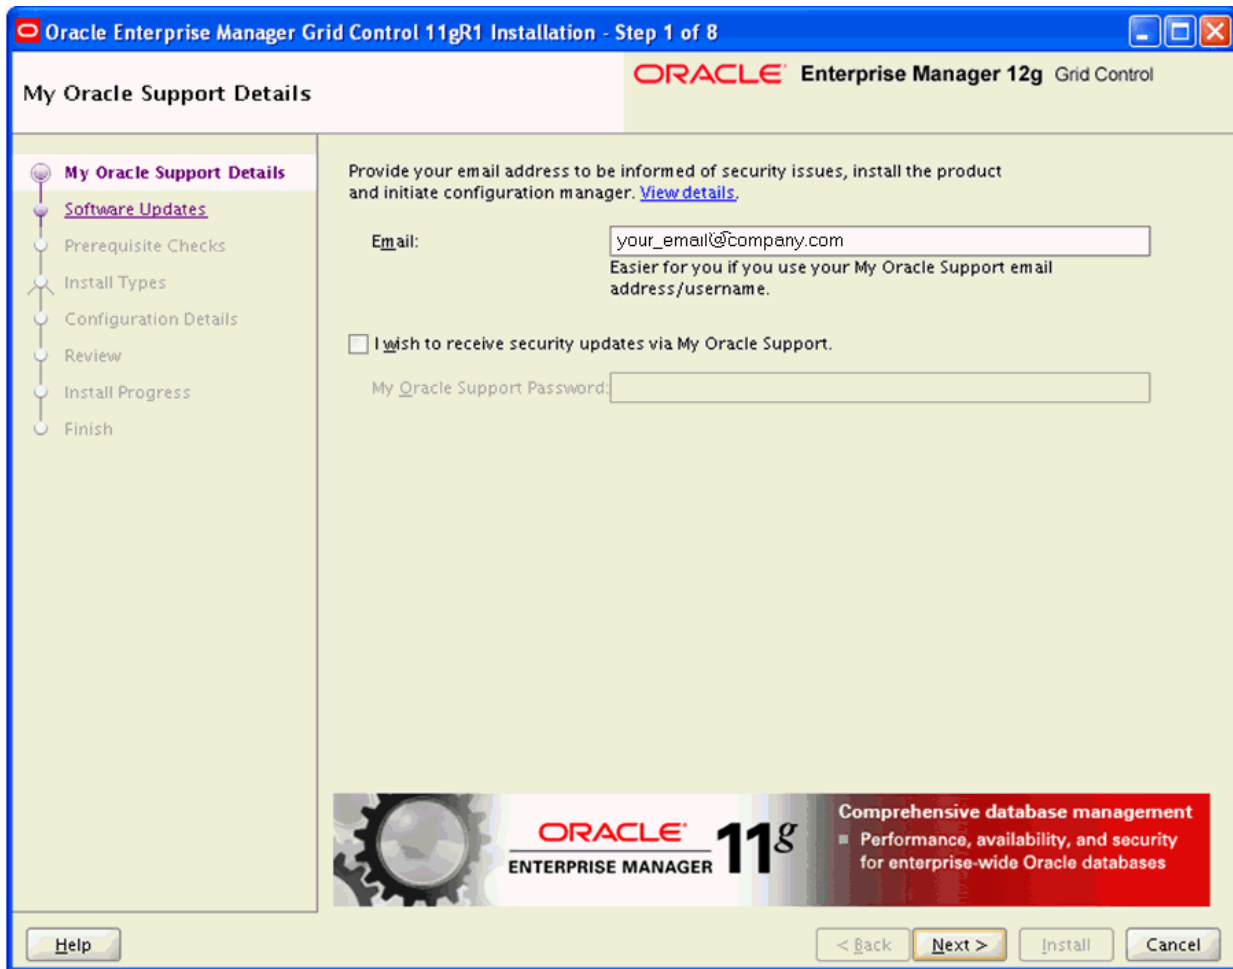 Oracle Enterprise Manager Grid Control 11gR1 Installation - Step 1 of 8
My Oracle Support Details
ORACLE Enterprise Manager 12g Grid Control
My Oracle Support Details
Software Updates
Prerequisite Checks
Install Types
Configuration Details
Review
Install Progress
Finish
Provide your email address to be informed of security issues, install the product
and initiate configuration manager. View details.
Email: your_email@company.com
Easier for you if you use your My Oracle Support email
address/username.
I wish to receive security updates via My Oracle Support.
My Oracle Support Password:
ORACLE
ENTERPRISE MANAGER 11g
Comprehensive database management
Performance, availability, and security
for enterprise-wide Oracle databases
Help < Back Next > Install Cancel